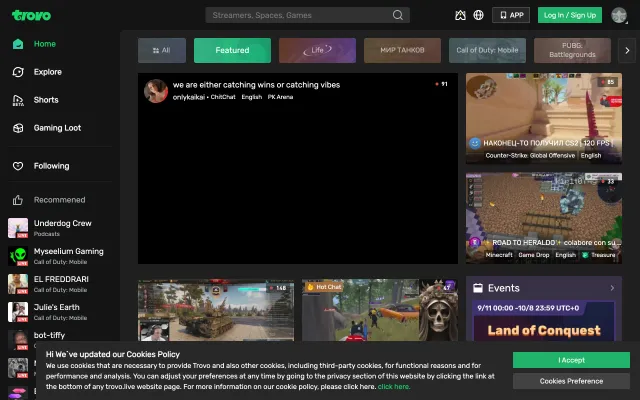 trovo
Streamers, Spaces, Games
APP
Log In / Sign Up
Home
Explore
BETA
Shorts
Gaming Loot
Following
Recommened
Underdog Crew
Podcasts
LIVE
Myseelium Gaming
Call of Duty: Mobile
LIVE
EL FREDDRARI
Call of Duty: Mobile
LIVE
Julie's Earth
Call of Duty: Mobile
LIVE
bot-tiffy
All
Featured
Life
МИР ТАНКОВ
Call of Duty: Mobile
PUBG:
Battlegrounds
we are either catching wins or catching vibes
91
onlykaikai • ChitChat English PK Arena
85
НАКОНЕЦ-ТО ПОЛУЧИЛ CS2 | 120 FPS |
Counter-Strike: Global Offensive English
33
ROAD TO HERALDO + colabore con su...
Minecraft Game Drop English Treasure
148
Hot Chat
47
Events
9/11 00:00 -10/8 23:59 UTC+0
Land of Conquest
Hi We`ve updated our Cookies Policy
We use cookies that are necessary to provide Trovo and also other cookies, including third-party cookies, for functional reasons and for
performance and analysis. You can adjust your preferences at any time by going to the privacy section of this website by clicking the link at
the bottom of any trovo.live website page. For more information on our cookie policy, please click here. click here.
I Accept
Cookies Preference